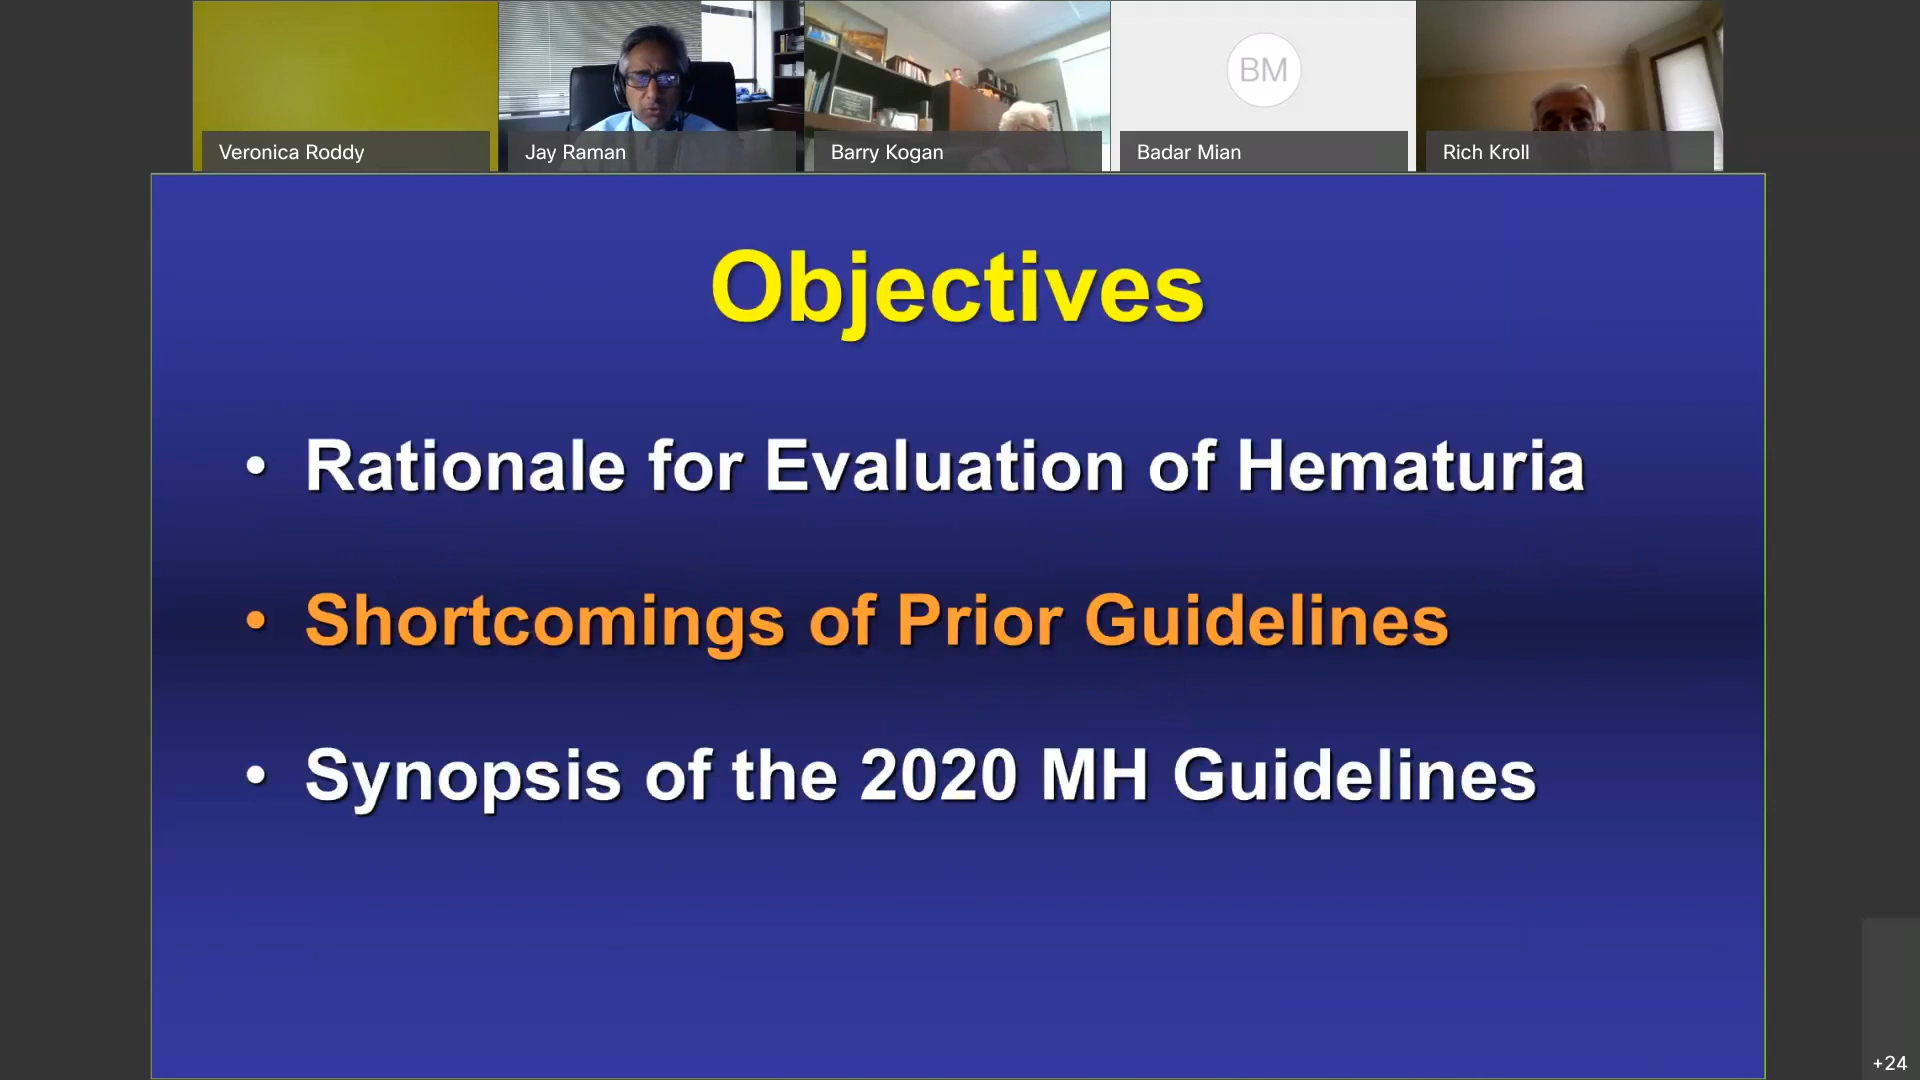 Veronica Roddy
Jay Raman
Barry Kogan
BM
Badar Mian
Rich Kroll
Objectives
• Rationale for Evaluation of Hematuria
• Shortcomings of Prior Guidelines
• Synopsis of the 2020 MH Guidelines
+24